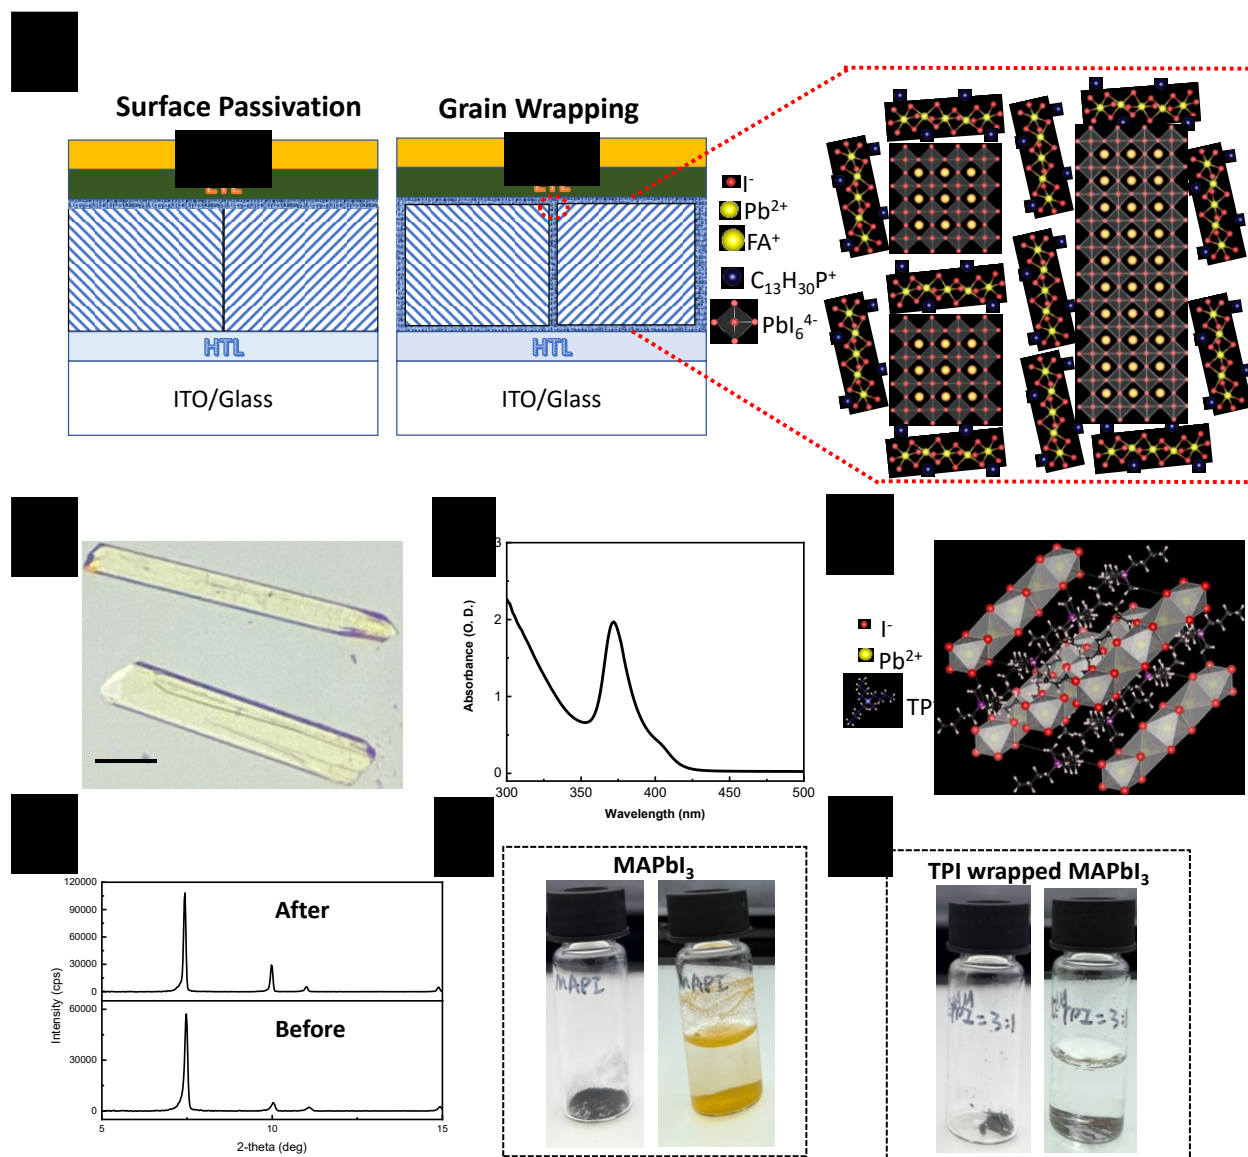 Surface Passivation
Grain Wrapping
HTL
ITO/Glass
HTL
ITO/Glass
I⁻
Pb²⁺
FA⁺
C₁₃H₃₀P⁺
PbI₆⁴⁻
Absorbance (O. D.)
3
2
1
0
300
350
400
450
500
Wavelength (nm)
I⁻
Pb²⁺
Intensity (cps)
120000
90000
60000
30000
0
After
60000
30000
0
Before
5
10
15
2-theta (deg)
MAPbI₃
MAPI
MAPI
TPI wrapped MAPbI₃